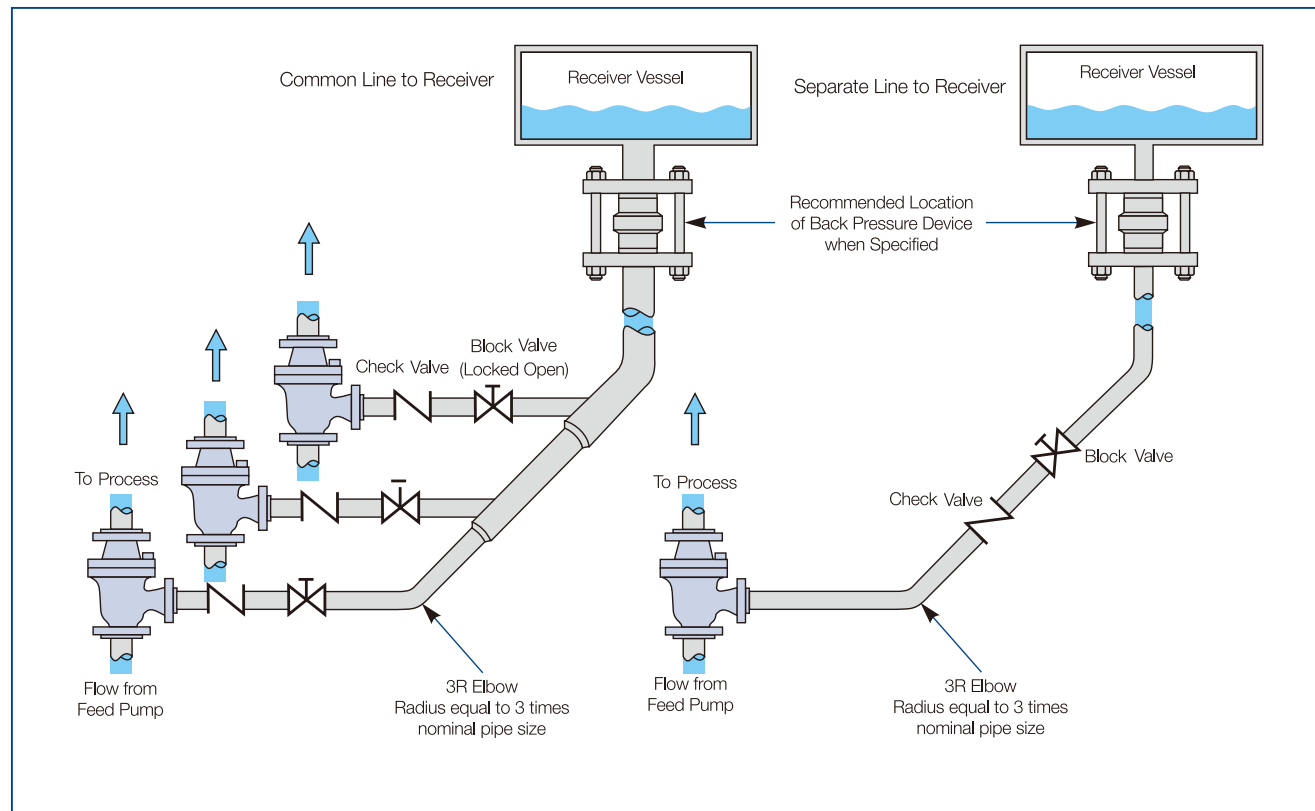 Common Line to Receiver
Receiver Vessel
Separate Line to Receiver
Receiver Vessel
Recommended Location
of Back Pressure Device
when Specified
Check Valve
Block Valve
(Locked Open)
To Process
Flow from
Feed Pump
3R Elbow
Radius equal to 3 times
nominal pipe size
To Process
Check Valve
Block Valve
Flow from
Feed Pump
3R Elbow
Radius equal to 3 times
nominal pipe size